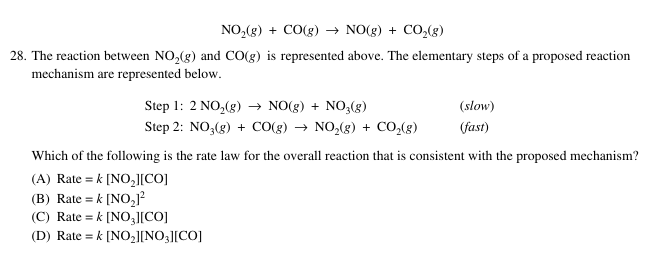 NO₂(g) + CO(g) → NO(g) + CO₂(g)
28. The reaction between NO₂(g) and CO(g) is represented above. The elementary steps of a proposed reaction
mechanism are represented below.
Step 1: 2 NO₂(g) → NO(g) + NO₃(g) (slow)
Step 2: NO₃(g) + CO(g) → NO₂(g) + CO₂(g) (fast)
Which of the following is the rate law for the overall reaction that is consistent with the proposed mechanism?
(A) Rate = k [NO₂][CO]
(B) Rate = k [NO₂]²
(C) Rate = k [NO₃][CO]
(D) Rate = k [NO₂][NO₃][CO]